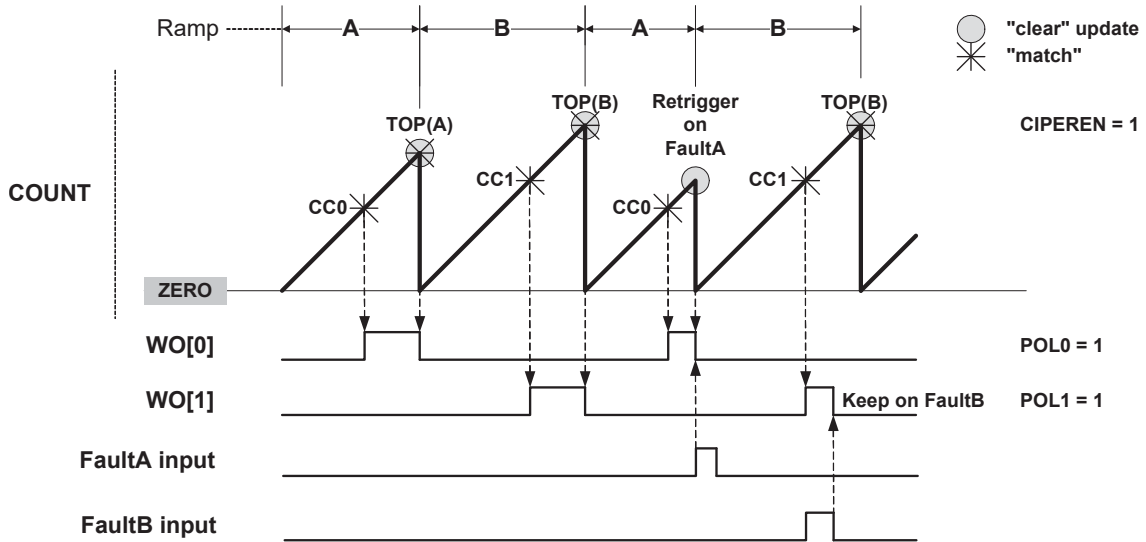 Ramp A B A B
"clear" update
"match"
TOP(A) TOP(B) Retrigger on FaultA TOP(B)
CIPEREN = 1
COUNT
CC0 CC1 CC0 CC1
ZERO
WO[0] POL0 = 1
WO[1] Keep on FaultB POL1 = 1
FaultA input
FaultB input